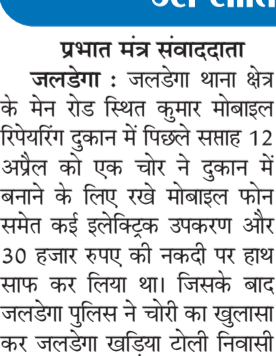 प्रभात मंत्र संवाददाता
जलडेगा : जलडेगा थाना क्षेत्र
के मेन रोड स्थित कुमार मोबाइल
रिपेयरिंग दुकान में पिछले सप्ताह 12
अप्रैल को एक चोर ने दुकान में
बनाने के लिए रखे मोबाइल फोन
समेत कई इलेक्ट्रिक उपकरण और
30 हजार रुपए की नकदी पर हाथ
साफ कर लिया था। जिसके बाद
जलडेगा पुलिस ने चोरी का खुलासा
कर जलडेगा खड़िया टोली निवासी